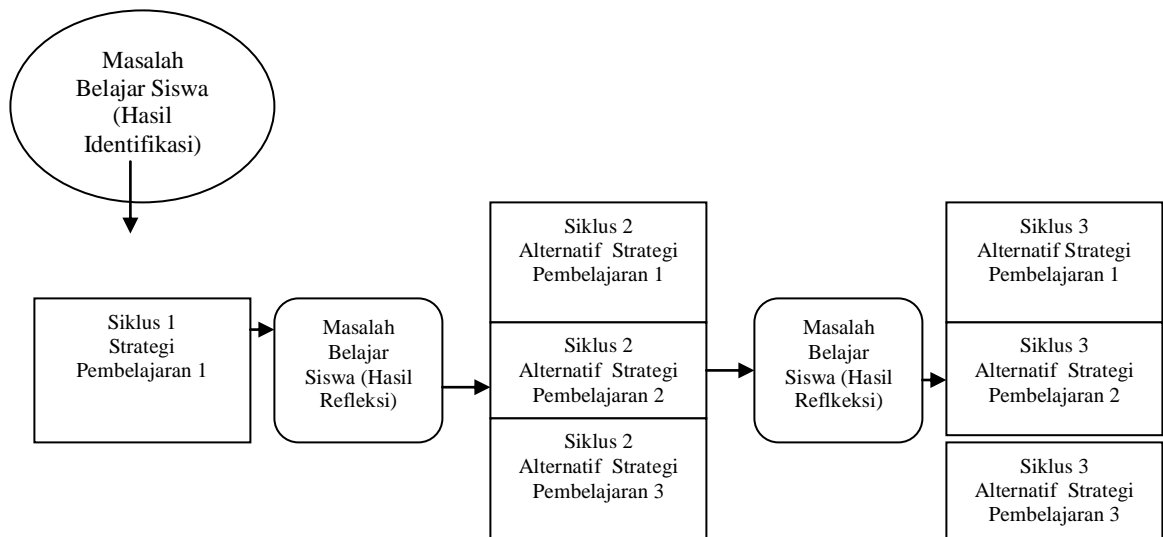 Masalah
Belajar Siswa
(Hasil
Identifikasi)
Siklus 1
Strategi
Pembelajaran 1
Masalah
Belajar
Siswa (Hasil
Refleksi)
Siklus 2
Alternatif Strategi
Pembelajaran 1
Siklus 2
Alternatif Strategi
Pembelajaran 2
Siklus 2
Alternatif Strategi
Pembelajaran 3
Masalah
Belajar
Siswa (Hasil
Reflkeksi)
Siklus 3
Alternatif Strategi
Pembelajaran 1
Siklus 3
Alternatif Strategi
Pembelajaran 2
Siklus 3
Alternatif Strategi
Pembelajaran 3